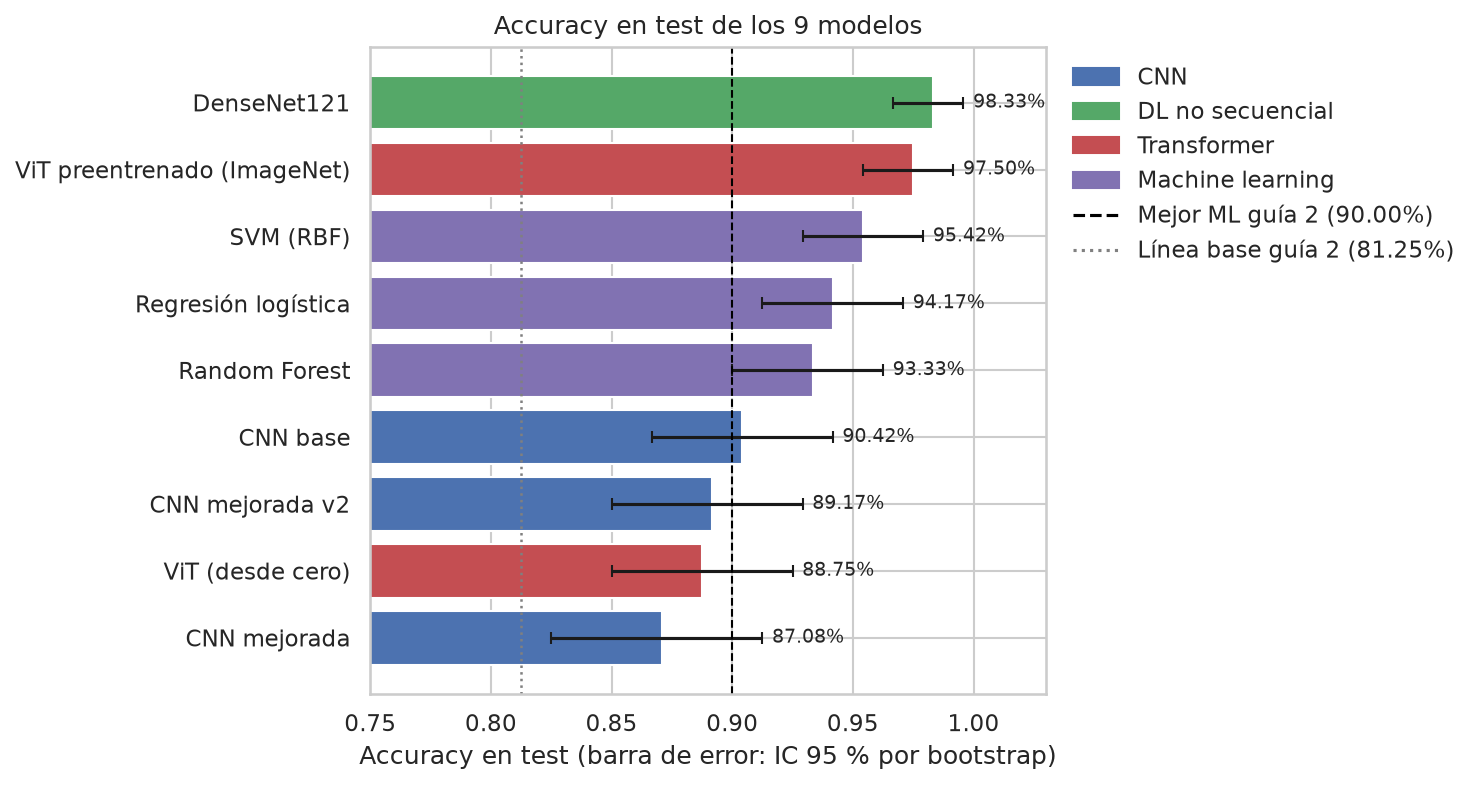 Accuracy en test de los 9 modelos
DenseNet121
98.33%
ViT preentrenado (ImageNet)
97.50%
SVM (RBF)
95.42%
Regresión logística
94.17%
Random Forest
93.33%
CNN base
90.42%
CNN mejorada v2
89.17%
ViT (desde cero)
88.75%
CNN mejorada
87.08%
0.75 0.80 0.85 0.90 0.95 1.00
Accuracy en test (barra de error: IC 95 % por bootstrap)
CNN
DL no secuencial
Transformer
Machine learning
Mejor ML guía 2 (90.00%)
Línea base guía 2 (81.25%)